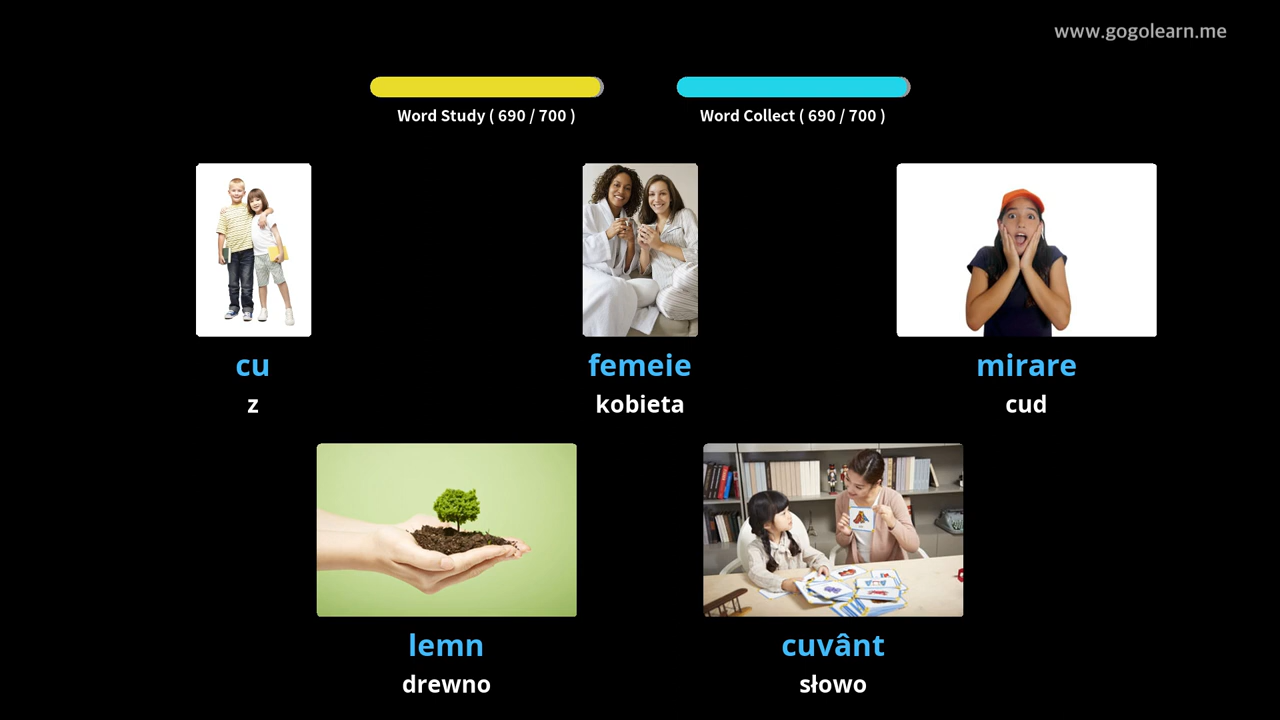 www.gogolearn.me
Word Study ( 690 / 700 )
Word Collect ( 690 / 700 )
cu
z
femeie
kobieta
mirare
cud
lemn
drewno
cuvânt
słowo